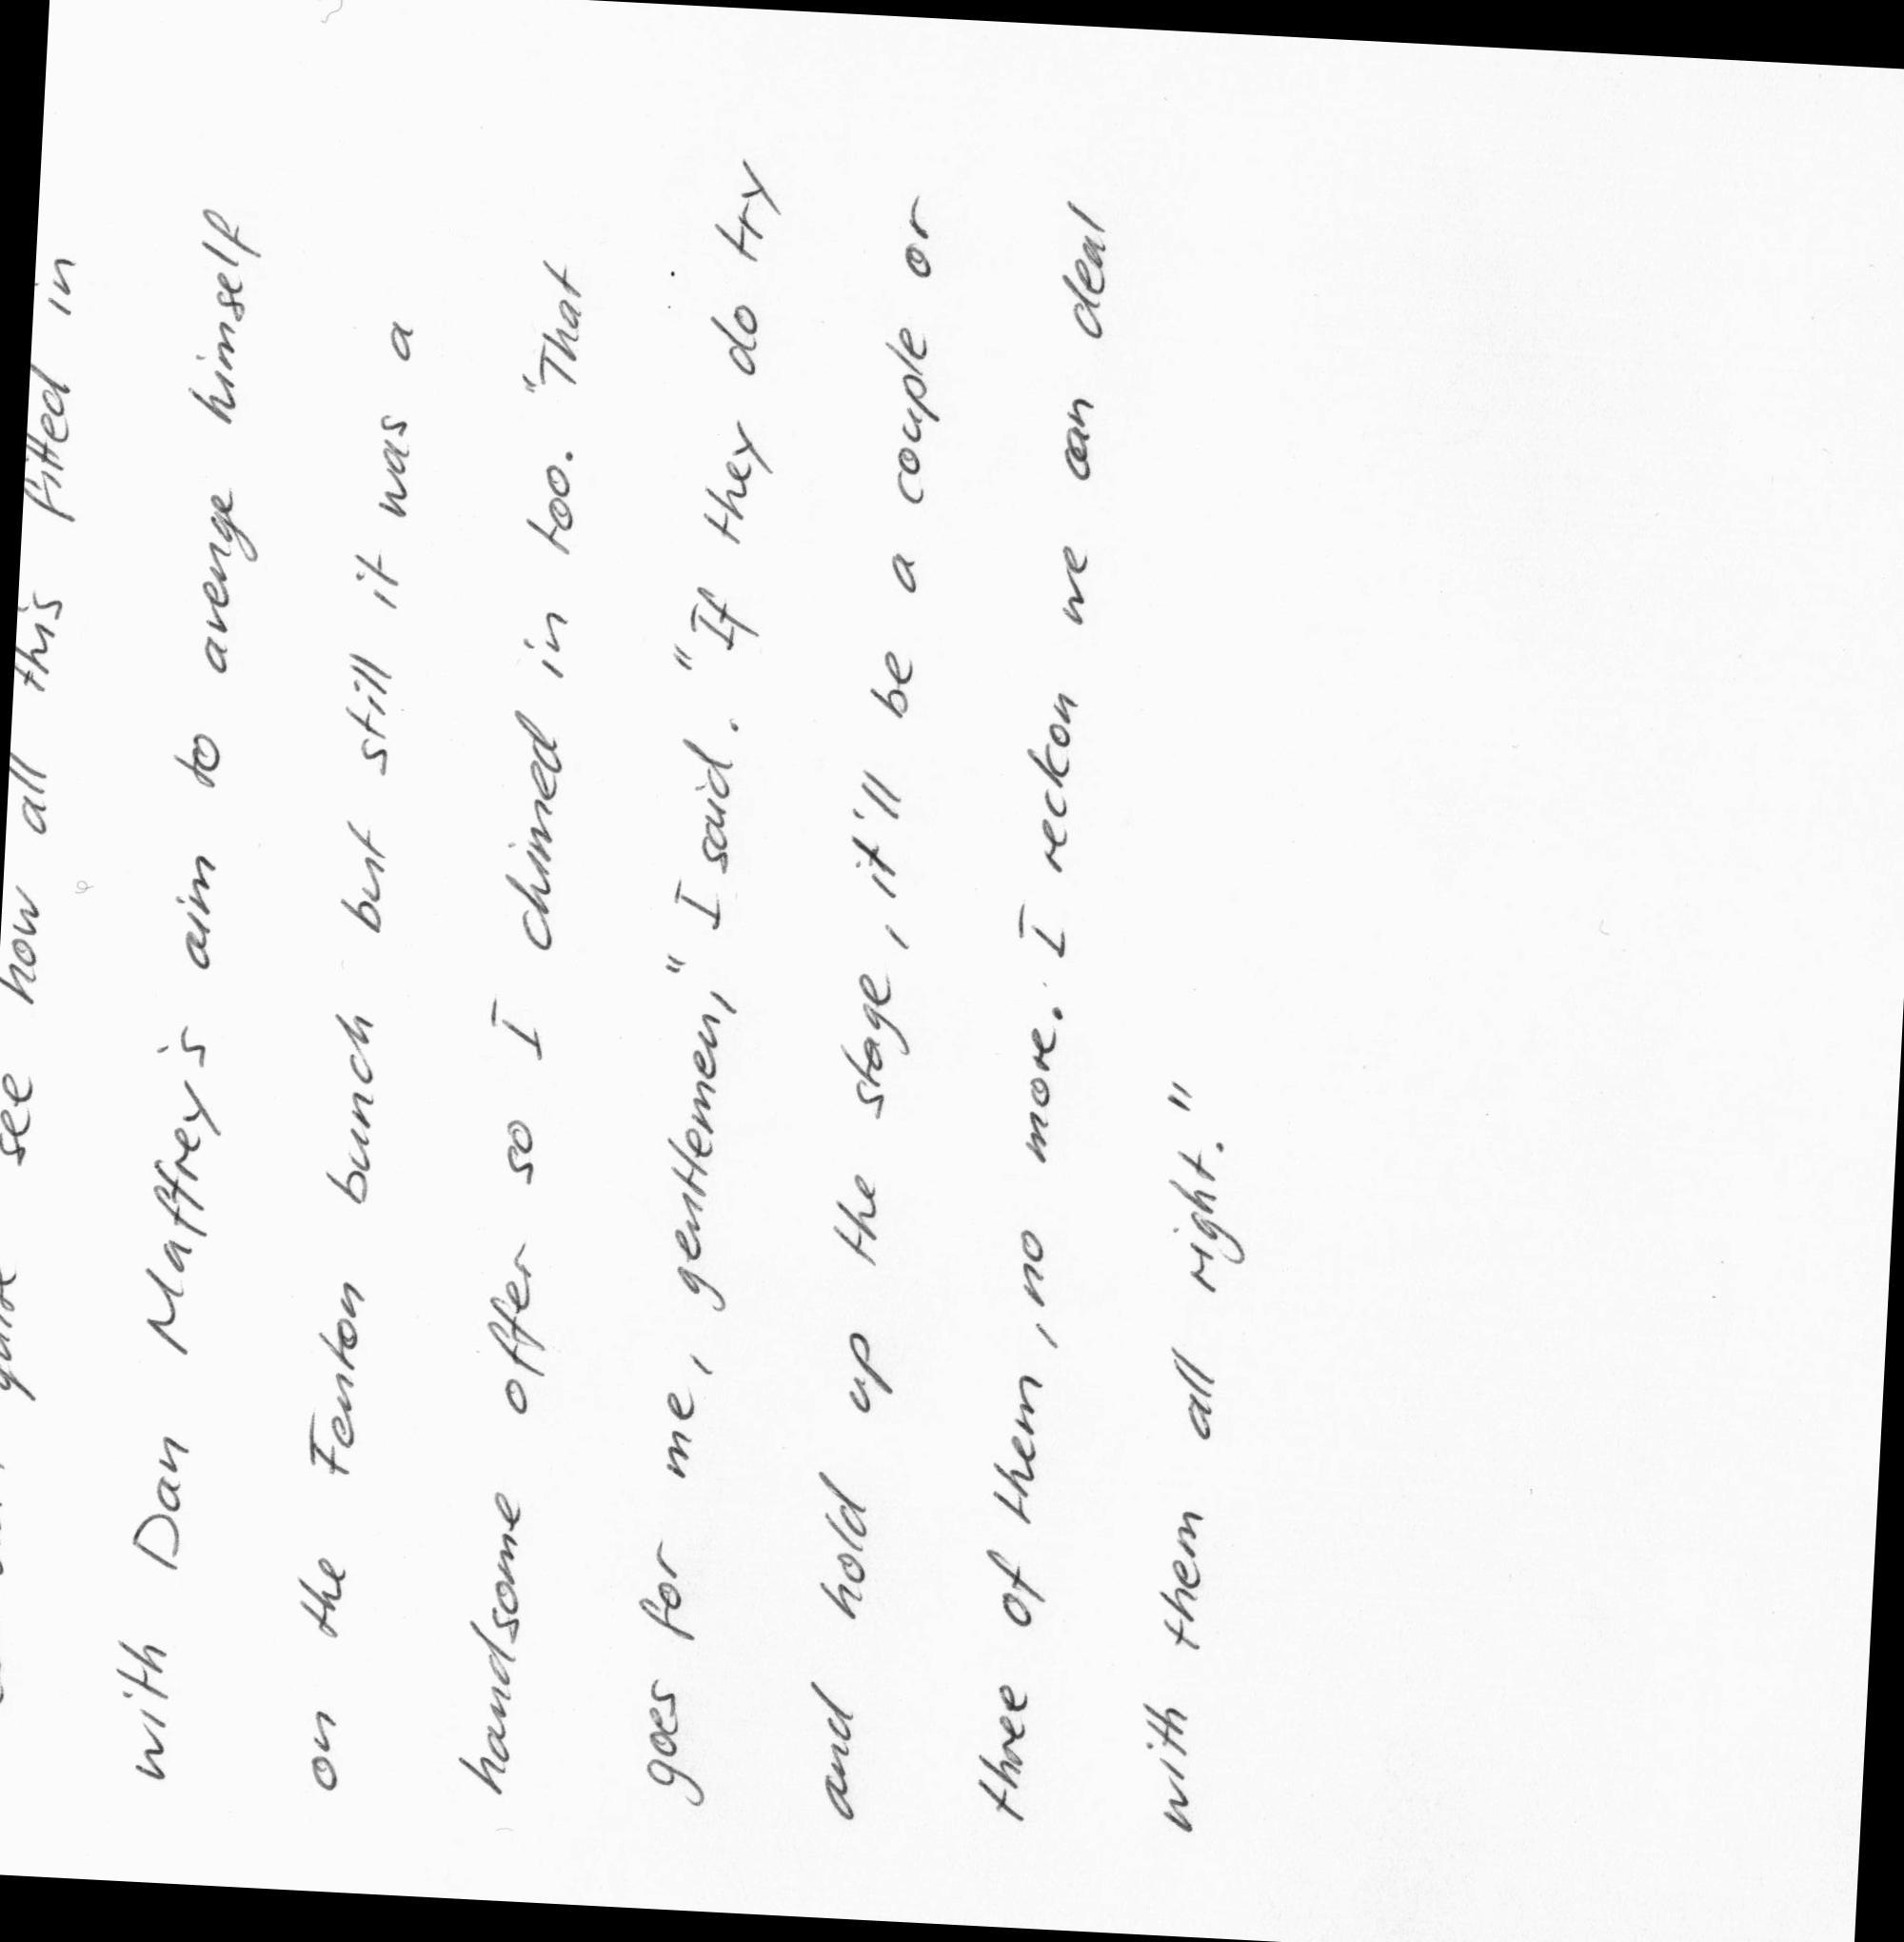 see how all this fitted in
with Dan Maffrey's aim to avenge himself
on the Fenton bunch but still it was a
handsome offer so I chimed in too. "That
goes for me, gentlemen," I said. "If they do try
and hold up the stage, it'll be a couple or
three of them, no more. I reckon we can deal
with them all right."